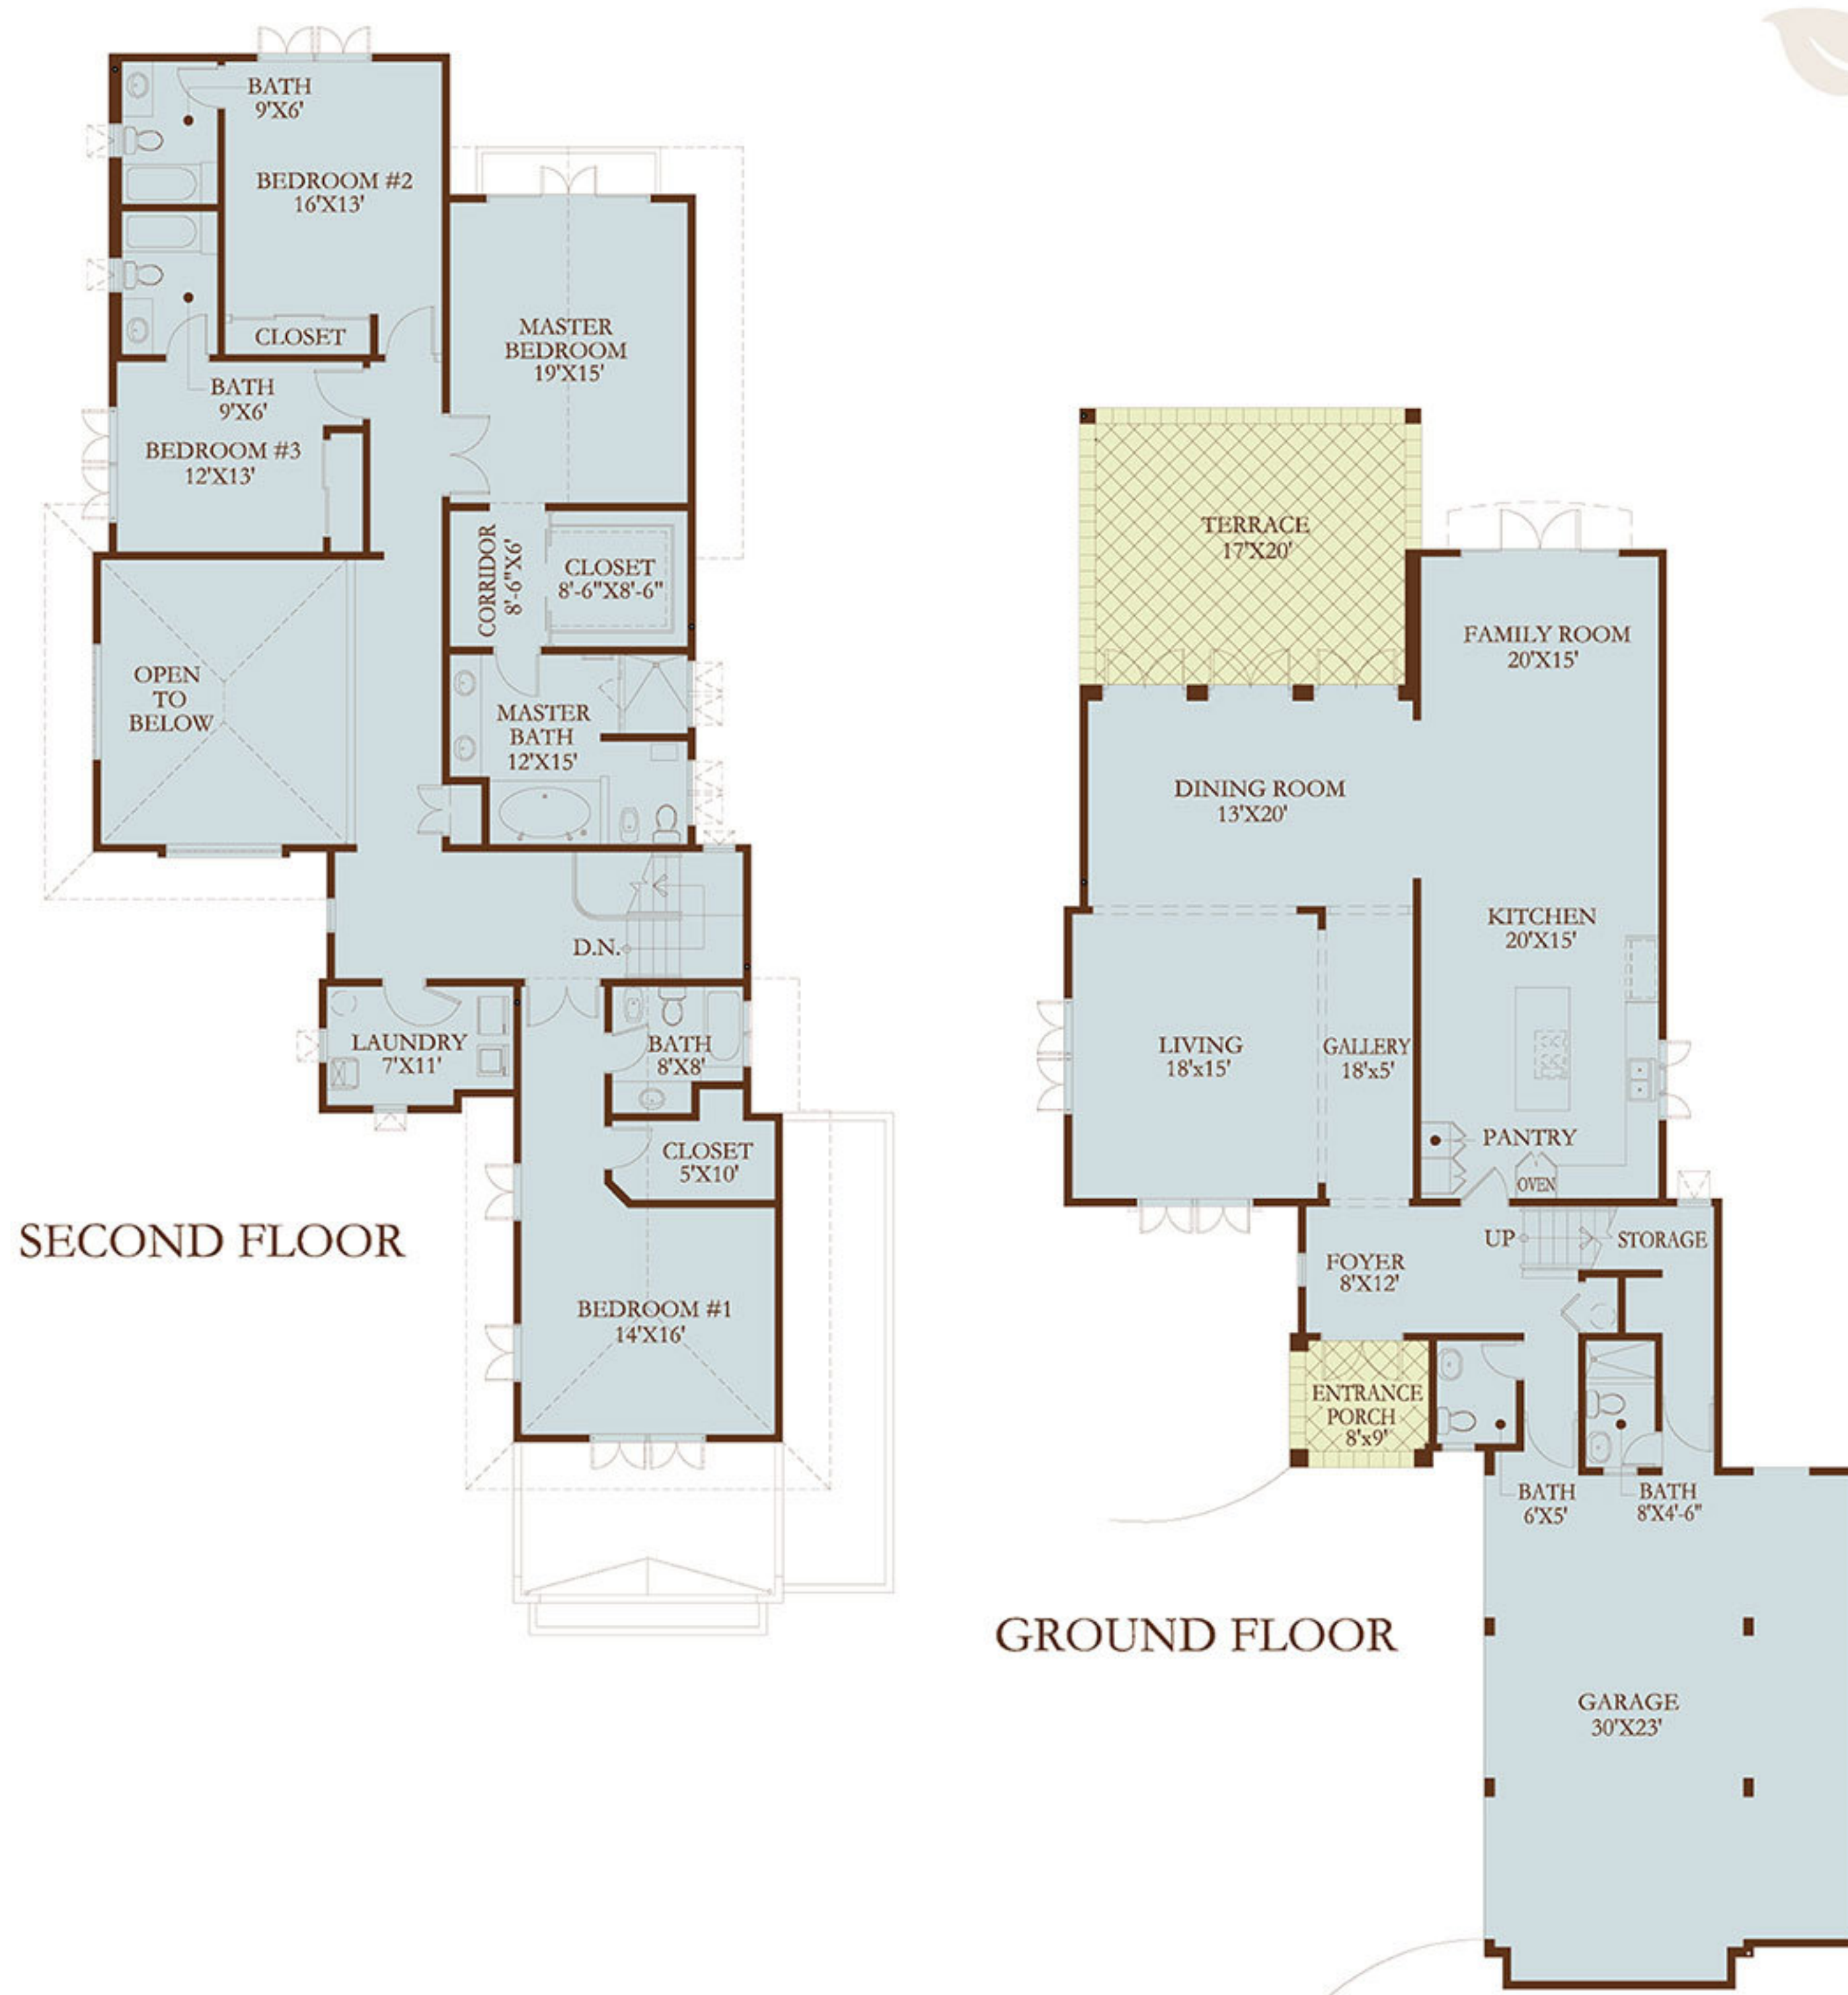 BATH
9'X6'
BEDROOM #2
16'X13'
CLOSET
MASTER
BEDROOM
19'X15'
BATH
9'X6'
BEDROOM #3
12'X13'
CORRIDOR
8'-6"X6'
CLOSET
8'-6"X8'-6"
OPEN
TO
BELOW
MASTER
BATH
12'X15'
D.N.
LAUNDRY
7'X11'
BATH
8'X8'
CLOSET
5'X10'
BEDROOM #1
14'X16'
SECOND FLOOR
TERRACE
17'X20'
FAMILY ROOM
20'X15'
DINING ROOM
13'X20'
KITCHEN
20'X15'
LIVING
18'x15'
GALLERY
18'x5'
PANTRY
OVEN
UP
STORAGE
FOYER
8'X12'
ENTRANCE
PORCH
8'x9'
BATH
6'X5'
BATH
8'X4'-6"
GARAGE
30'X23'
GROUND FLOOR